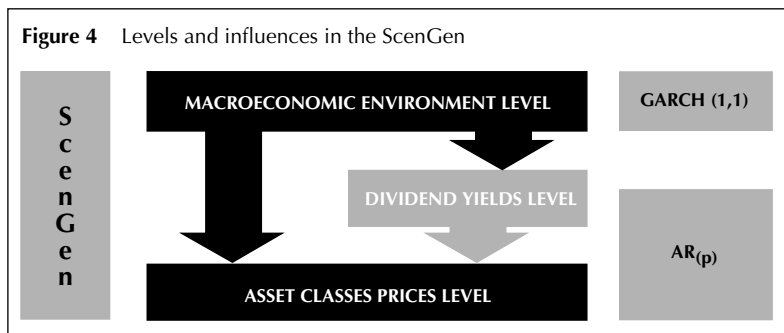 Figure 4 Levels and influences in the ScenGen
ScenGen
MACROECONOMIC ENVIRONMENT LEVEL
GARCH (1,1)
DIVIDEND YIELDS LEVEL
AR(p)
ASSET CLASSES PRICES LEVEL